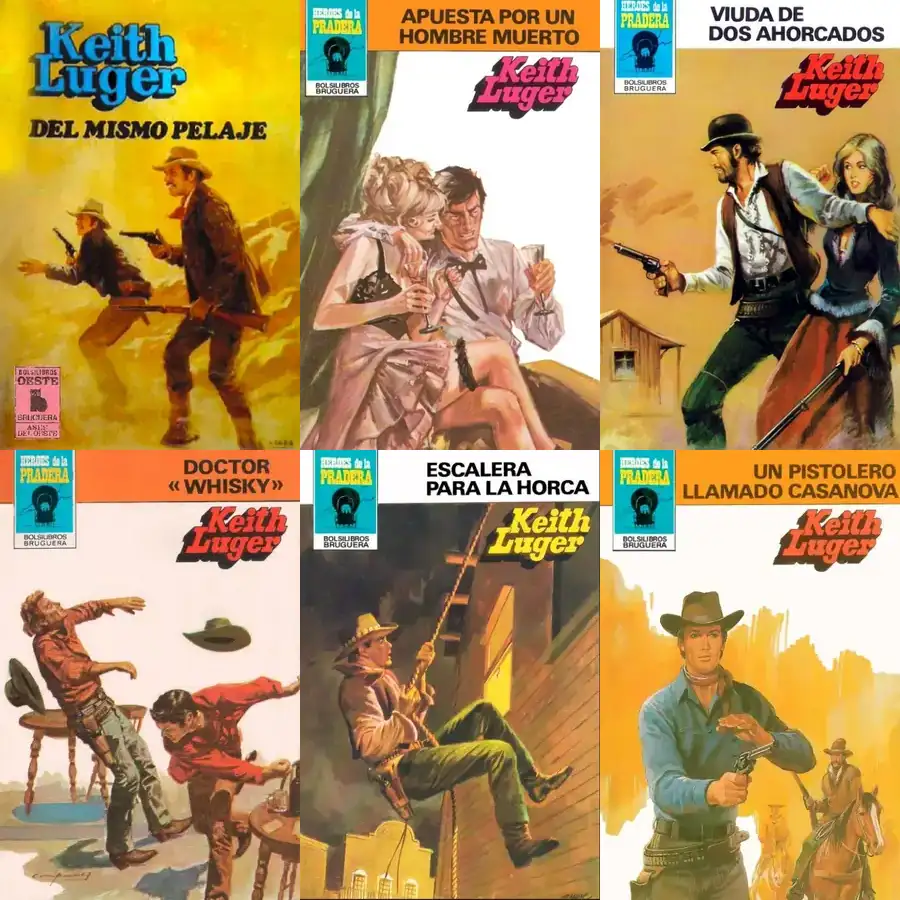 Keith
Luger
DEL MISMO PELAJE
BOLSILIBROS
OESTE
BRUGUERA
ASES
DEL OESTE
HEROES de la
PRADERA
BOLSILIBROS
BRUGUERA
APUESTA POR UN
HOMBRE MUERTO
Keith
Luger
HEROES de la
PRADERA
BOLSILIBROS
BRUGUERA
VIUDA DE
DOS AHORCADOS
Keith
Luger
HEROES de la
PRADERA
BOLSILIBROS
BRUGUERA
DOCTOR
«WHISKY»
Keith
Luger
HEROES de la
PRADERA
BOLSILIBROS
BRUGUERA
ESCALERA
PARA LA HORCA
Keith
Luger
HEROES de la
PRADERA
BOLSILIBROS
BRUGUERA
UN PISTOLERO
LLAMADO CASANOVA
Keith
Luger